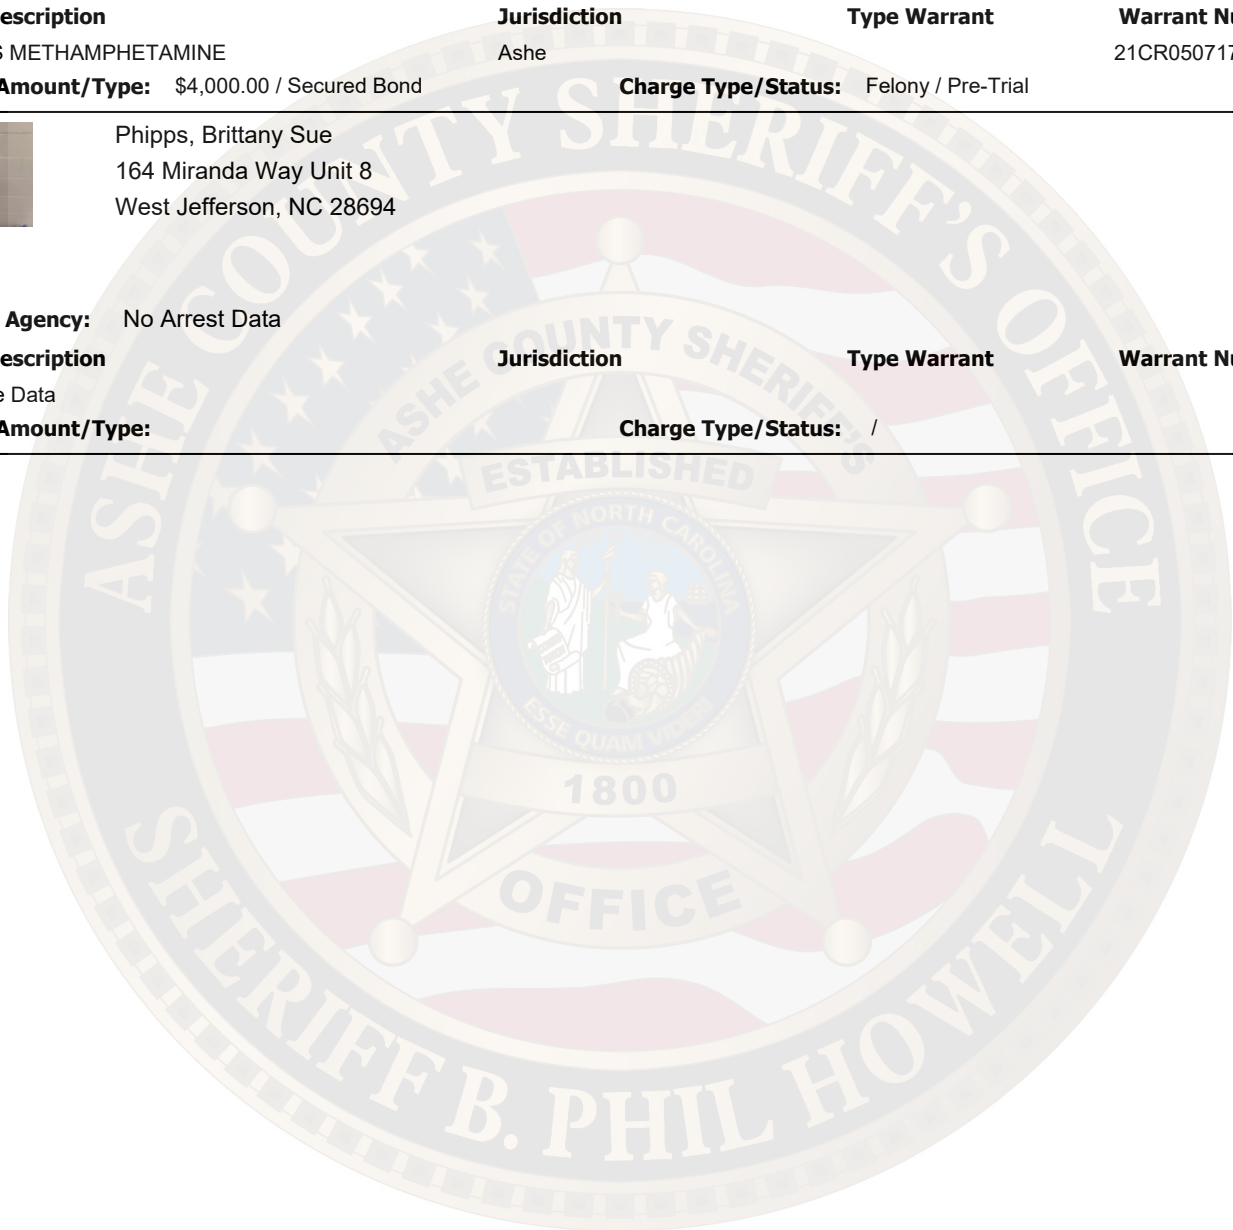 escription Jurisdiction Type Warrant Warrant Nu
S METHAMPHETAMINE Ashe 21CR050717
Amount/Type: $4,000.00 / Secured Bond Charge Type/Status: Felony / Pre-Trial
Phipps, Brittany Sue
164 Miranda Way Unit 8
West Jefferson, NC 28694
Agency: No Arrest Data
escription Jurisdiction Type Warrant Warrant Nu
e Data
Amount/Type: Charge Type/Status: /
ASHE COUNTY SHERIFF'S OFFICE
ASHE COUNTY SHERIFF'S
ESTABLISHED
STATE OF NORTH CAROLINA
ESSE QUAM VIDERI
1800
OFFICE
SHERIFF B. PHIL HOWELL